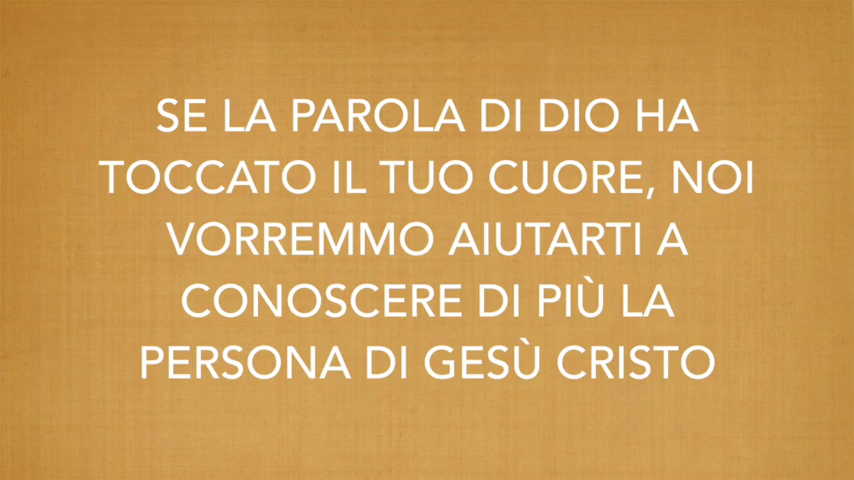 SE LA PAROLA DI DIO HA
TOCCATO IL TUO CUORE, NOI
VORREMMO AIUTARTI A
CONOSCERE DI PIÙ LA
PERSONA DI GESÙ CRISTO